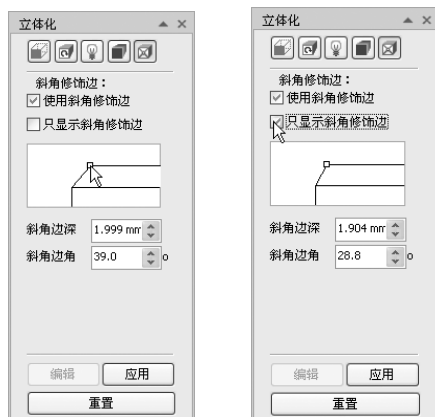 立体化
斜角修饰边：
使用斜角修饰边
只显示斜角修饰边
斜角边深 1.999 mm
斜角边角 39.0 o
编辑 应用
重置
立体化
斜角修饰边：
使用斜角修饰边
只显示斜角修饰边
斜角边深 1.904 mm
斜角边角 28.8 o
编辑 应用
重置